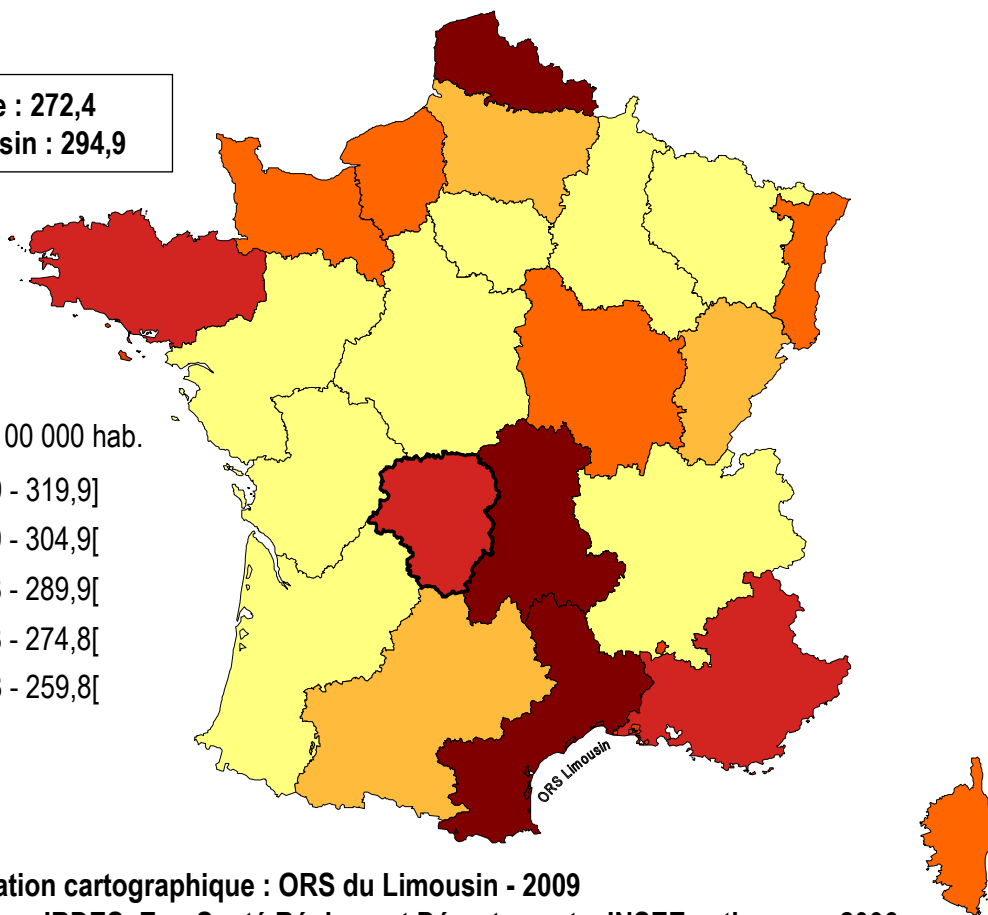 e : 272,4
sin : 294,9
00 000 hab.
- 319,9]
- 304,9[
- 289,9[
- 274,8[
- 259,8[
ORS Limousin
ation cartographique : ORS du Limousin - 2009